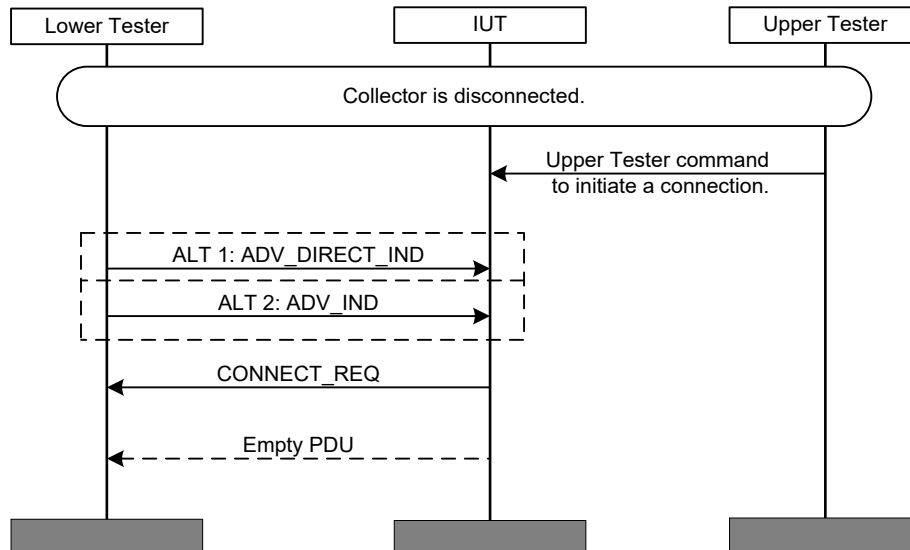 Lower Tester
IUT
Upper Tester
Collector is disconnected.
Upper Tester command
to initiate a connection.
ALT 1: ADV_DIRECT_IND
ALT 2: ADV_IND
CONNECT_REQ
Empty PDU